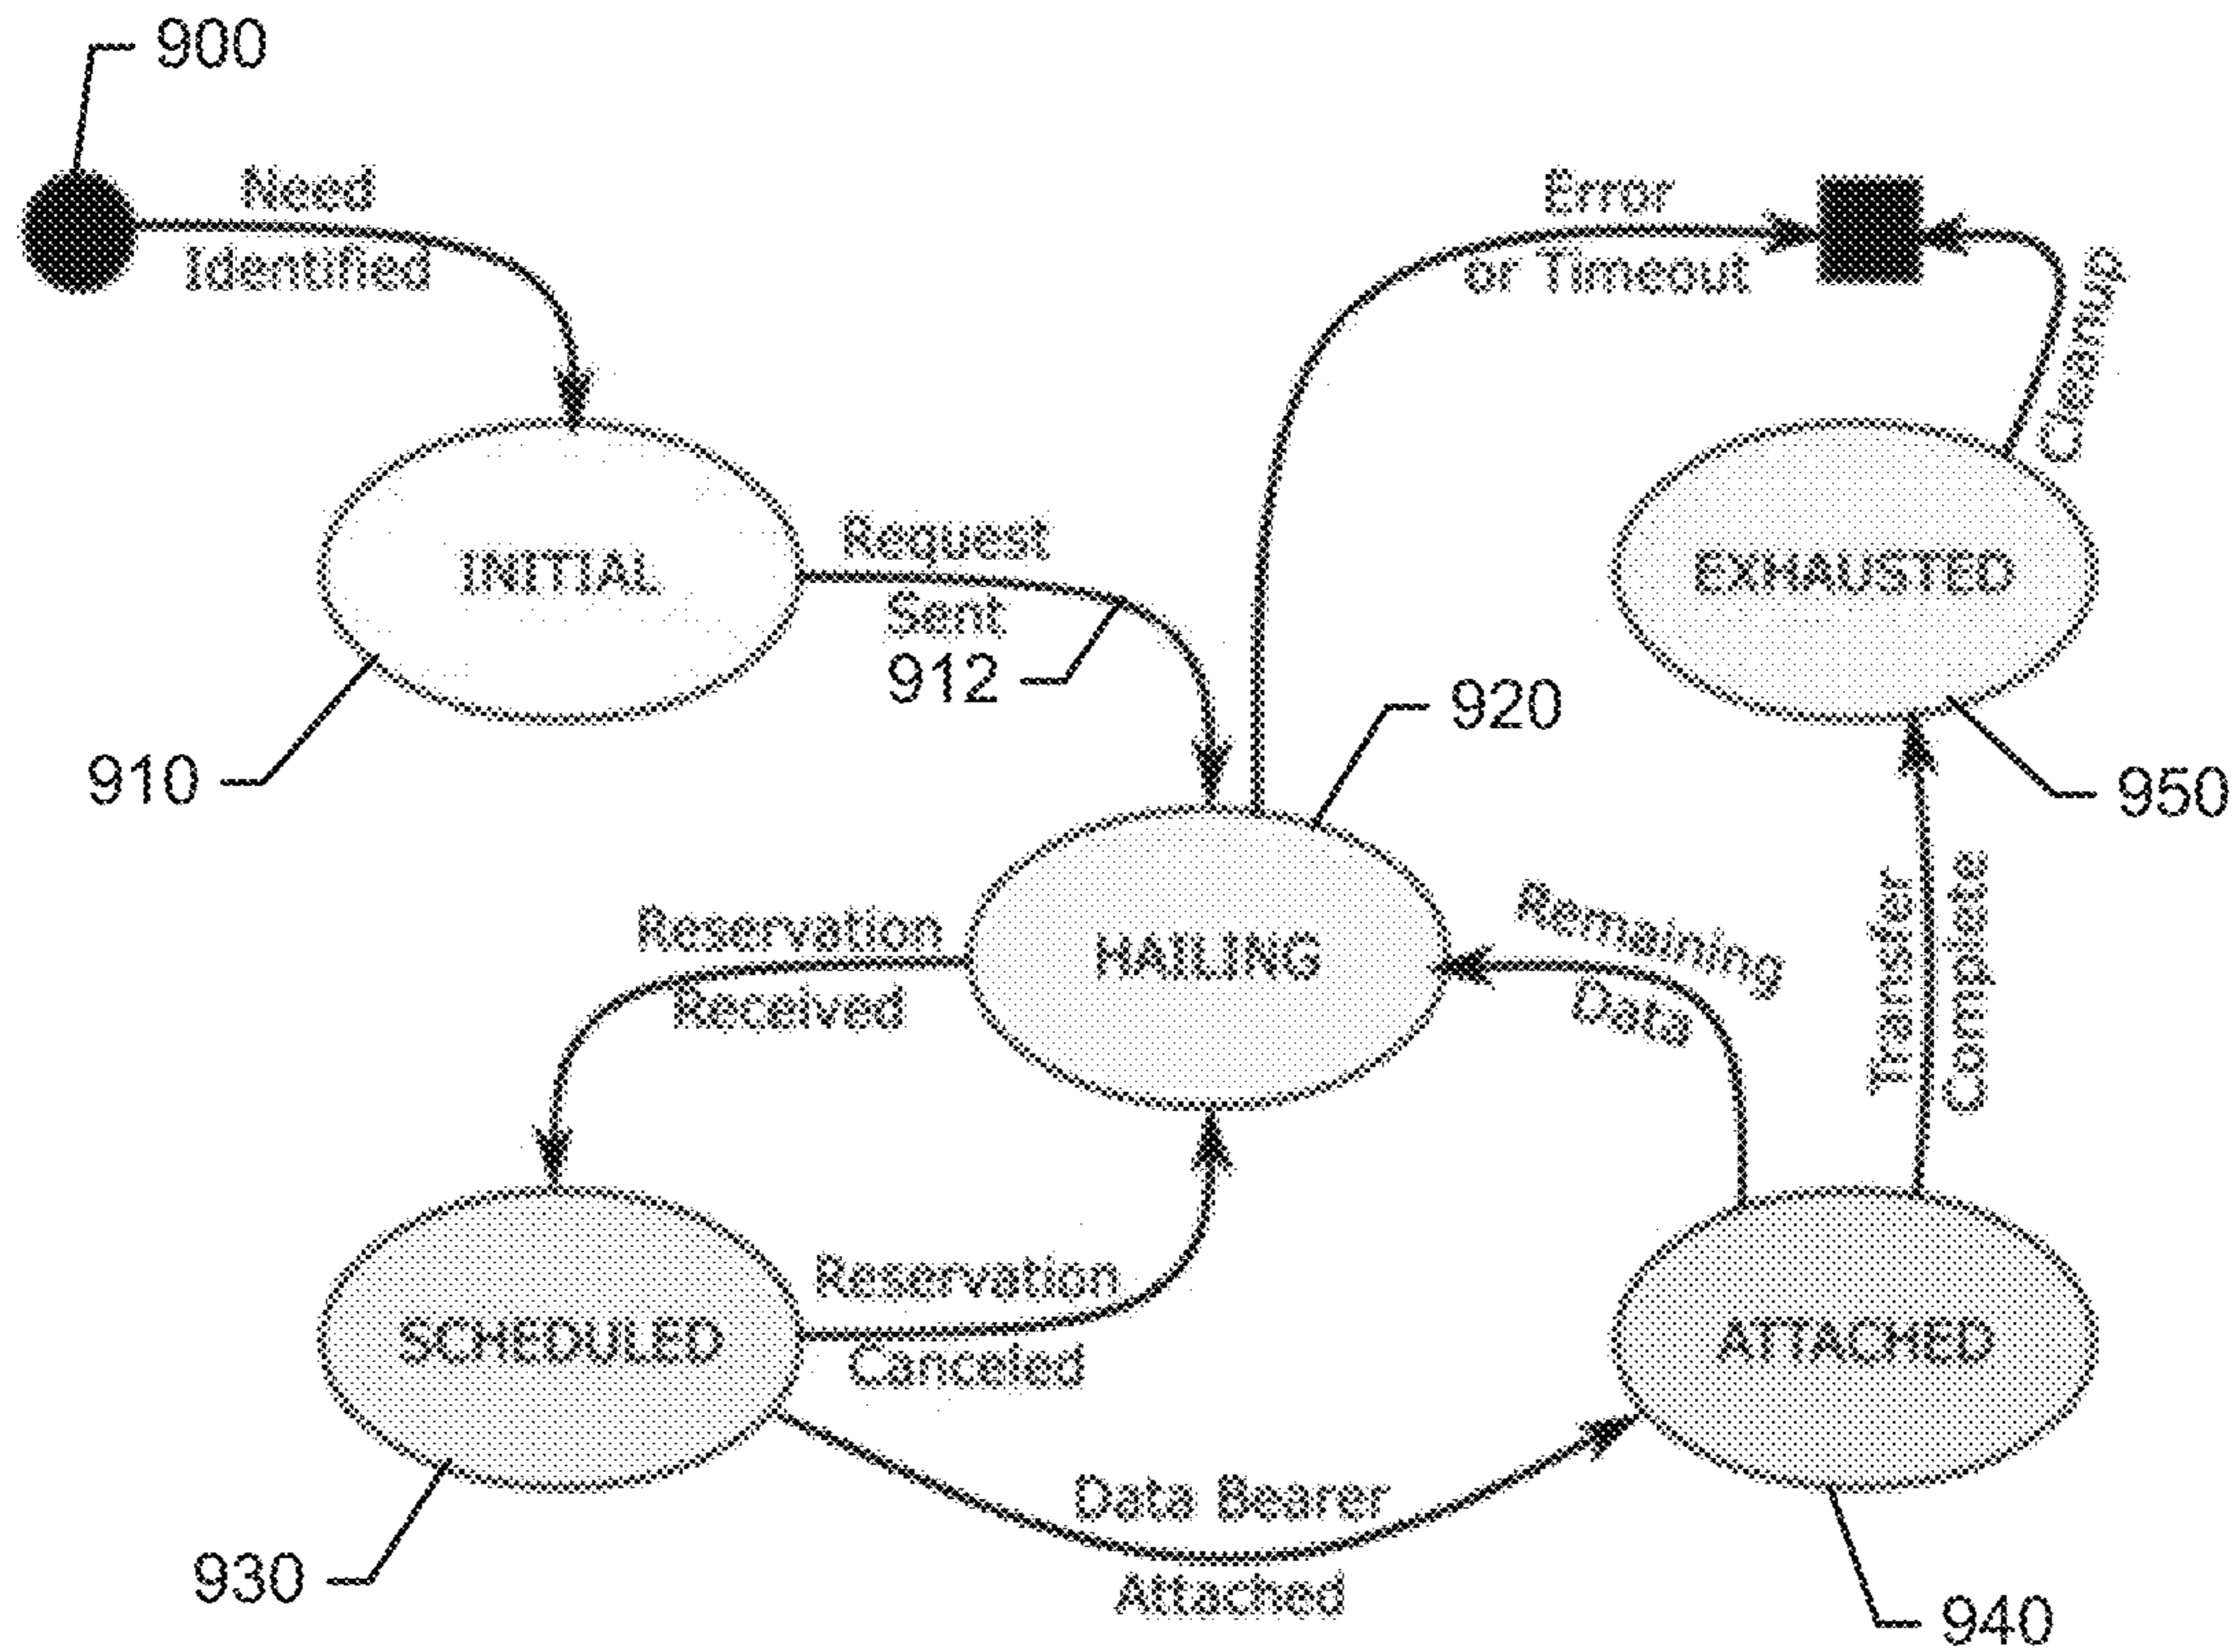 900
Need
Identified
Error
or Timeout
Cleanup
INITIAL
Request
Sent
912
EXHAUSTED
910
920
950
Reservation
Received
HAILING
Remaining
Data
Transfer
Complete
SCHEDULED
Reservation
Canceled
ATTACHED
Data Bearer
Attached
930
940